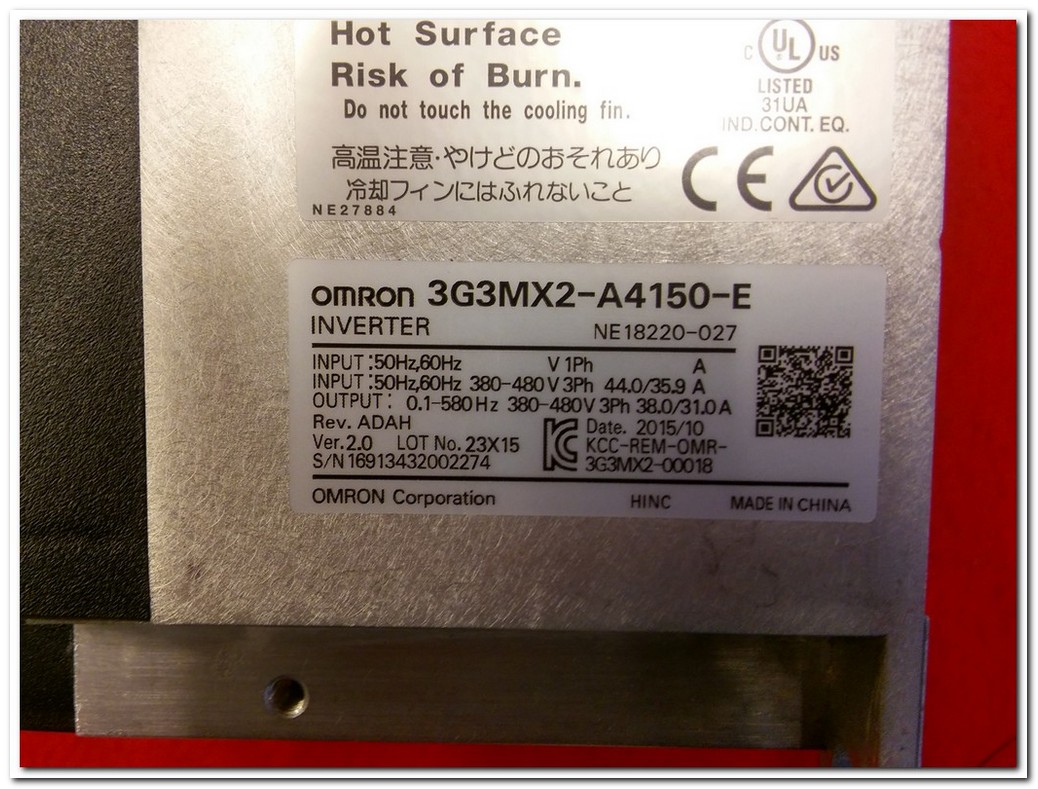 Hot Surface
Risk of Burn.
Do not touch the cooling fin.
高温注意・やけどのおそれあり
冷却フィンにはふれないこと
NE27884
C UL US
LISTED
31UA
IND.CONT. EQ.
CE
OMRON 3G3MX2-A4150-E
INVERTER NE18220-027
INPUT :50Hz,60Hz V 1Ph A
INPUT :50Hz,60Hz 380-480V 3Ph 44.0/35.9 A
OUTPUT: 0.1-580Hz 380-480V 3Ph 38.0/31.0 A
Rev. ADAH
Ver.2.0 LOT No. 23X15
S/N 16913432002274
KC
Date. 2015/10
KCC-REM-OMR-
3G3MX2-00018
OMRON Corporation HINC MADE IN CHINA